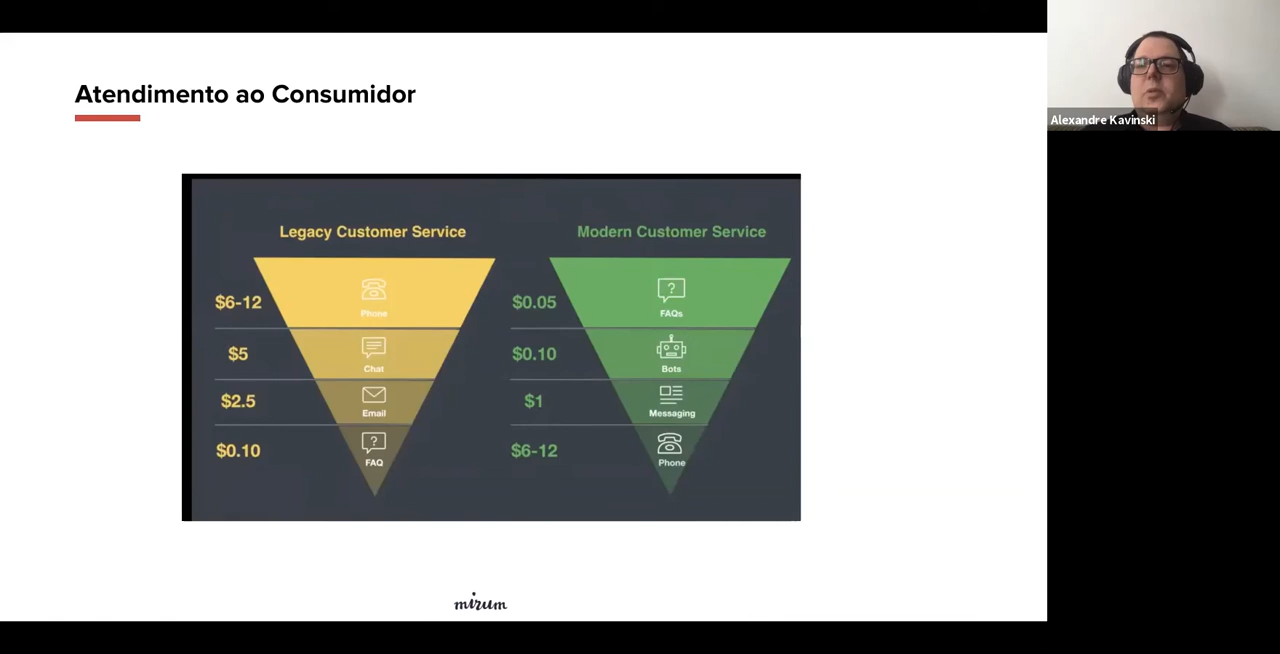 Atendimento ao Consumidor
Alexandre Kavinski
Legacy Customer Service
$6-12
Phone
$5
Chat
$2.5
Email
$0.10
FAQ
Modern Customer Service
$0.05
FAQs
$0.10
Bots
$1
Messaging
$6-12
Phone
mirum